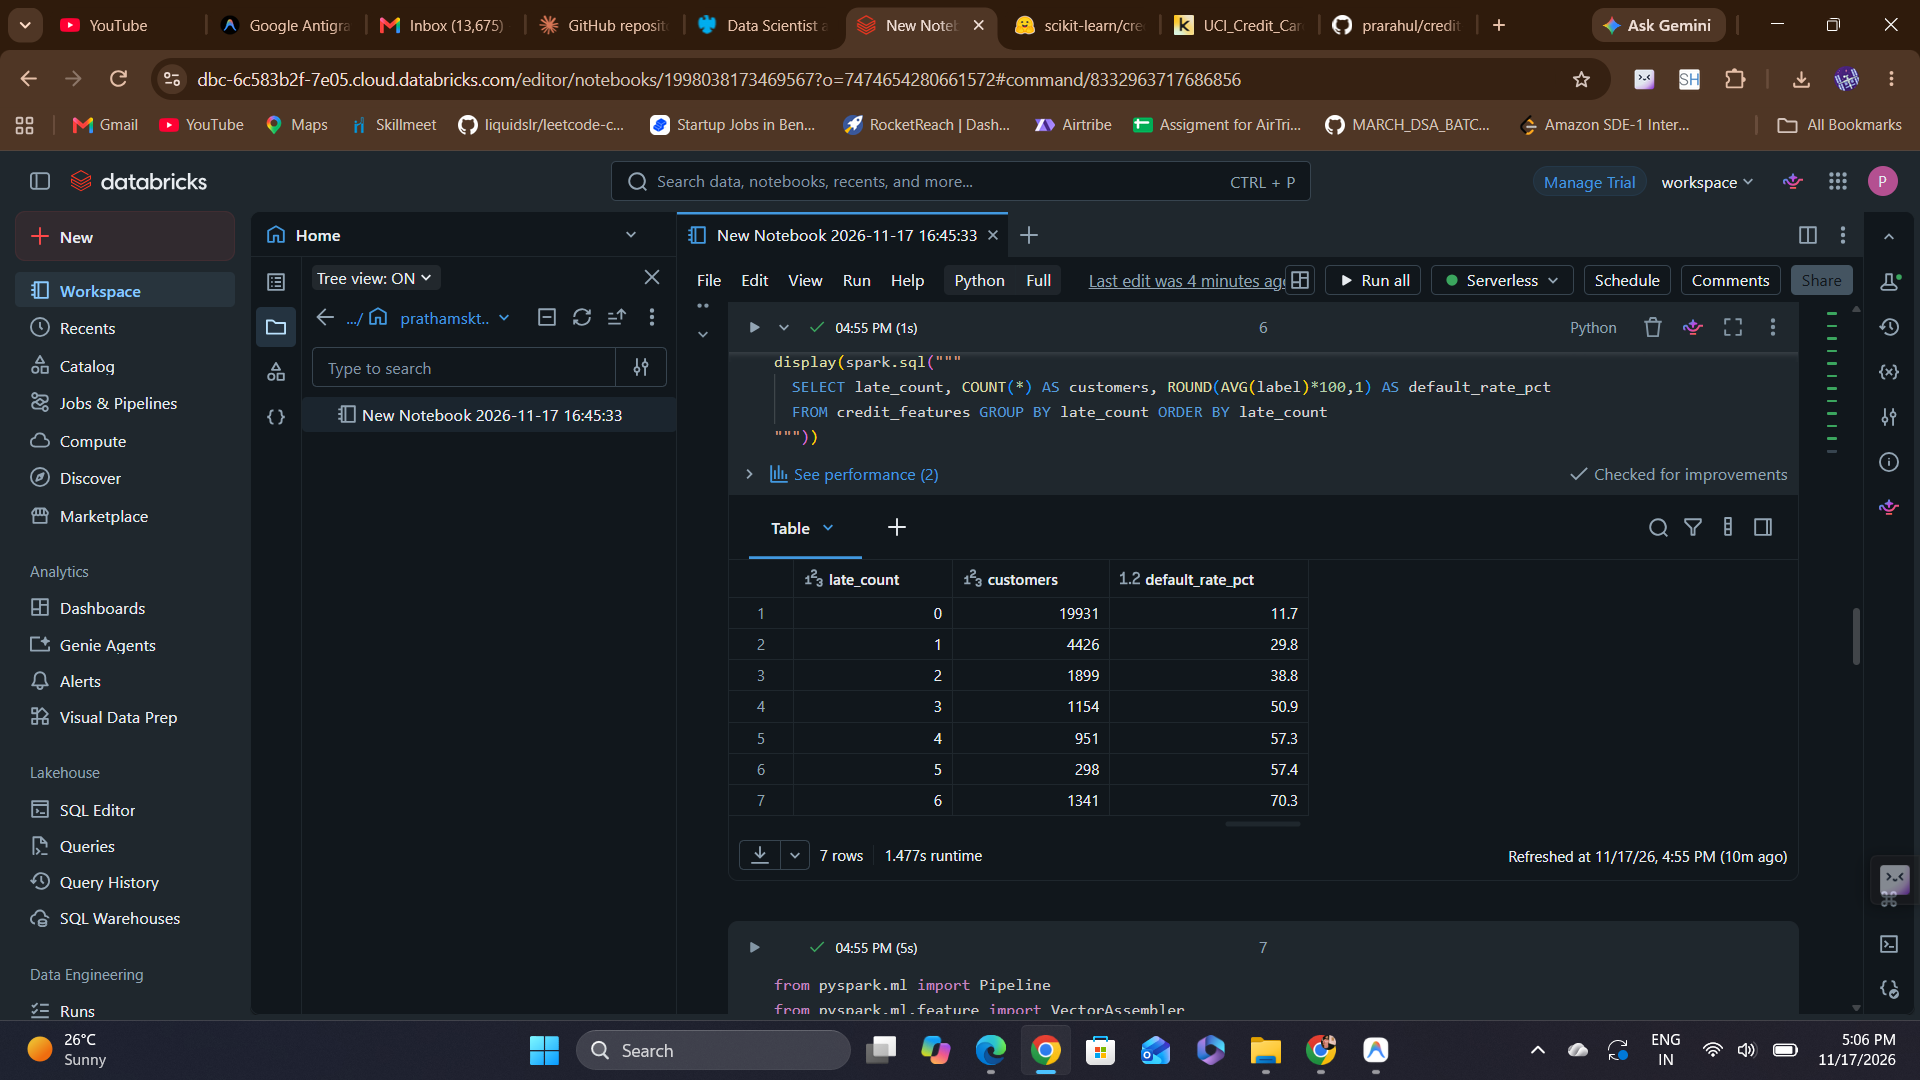 YouTube
Google Antigra
Inbox (13,675)
GitHub reposit
Data Scientist a
New Noteb
scikit-learn/cre
UCI_Credit_Car
prarahul/credit
Ask Gemini
dbc-6c583b2f-7e05.cloud.databricks.com/editor/notebooks/1998038173469567?o=7474654280661572#command/8332963717686856
SH
Gmail
YouTube
Maps
Skillmeet
liquidslr/leetcode-c...
Startup Jobs in Ben...
RocketReach | Dash...
Airtribe
Assigment for AirTri...
MARCH_DSA_BATC...
Amazon SDE-1 Inter...
All Bookmarks
databricks
Search data, notebooks, recents, and more...
CTRL + P
Manage Trial
workspace
P
New
Workspace
Recents
Catalog
Jobs & Pipelines
Compute
Discover
Marketplace
Analytics
Dashboards
Genie Agents
Alerts
Visual Data Prep
Lakehouse
SQL Editor
Queries
Query History
SQL Warehouses
Data Engineering
Runs
Home
Tree view: ON
.../
prathamskt..
Type to search
New Notebook 2026-11-17 16:45:33
New Notebook 2026-11-17 16:45:33
File Edit View Run Help
Python Full
Last edit was 4 minutes ago
Run all
Serverless
Schedule
Comments
Share
04:55 PM (1s)
6
Python
display(spark.sql("""
SELECT late_count, COUNT(*) AS customers, ROUND(AVG(label)*100,1) AS default_rate_pct
FROM credit_features GROUP BY late_count ORDER BY late_count
"""))
See performance (2)
Checked for improvements
Table
late_count customers 1.2 default_rate_pct
1 0 19931 11.7
2 1 4426 29.8
3 2 1899 38.8
4 3 1154 50.9
5 4 951 57.3
6 5 298 57.4
7 6 1341 70.3
7 rows
1.477s runtime
Refreshed at 11/17/26, 4:55 PM (10m ago)
04:55 PM (5s)
7
from pyspark.ml import Pipeline
from pyspark.ml.feature import VectorAssembler
26°C
Sunny
Search
ENG
IN
5:06 PM
11/17/2026